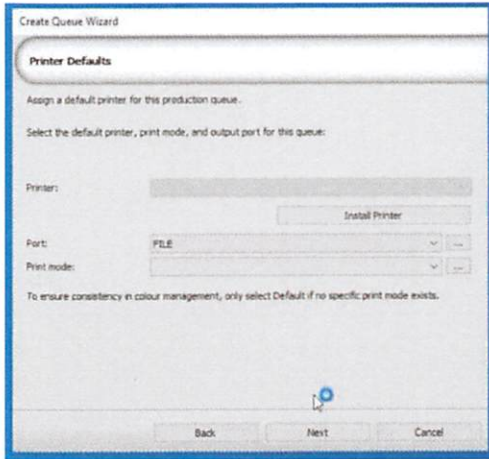 Create Queue Wizard
Printer Defaults
Assign a default printer for this production queue.
Select the default printer, print mode, and output port for this queue:
Printer:
Install Printer
Port: FILE ...
Print mode: ...
To ensure consistency in colour management, only select Default if no specific print mode exists.
Back Next Cancel